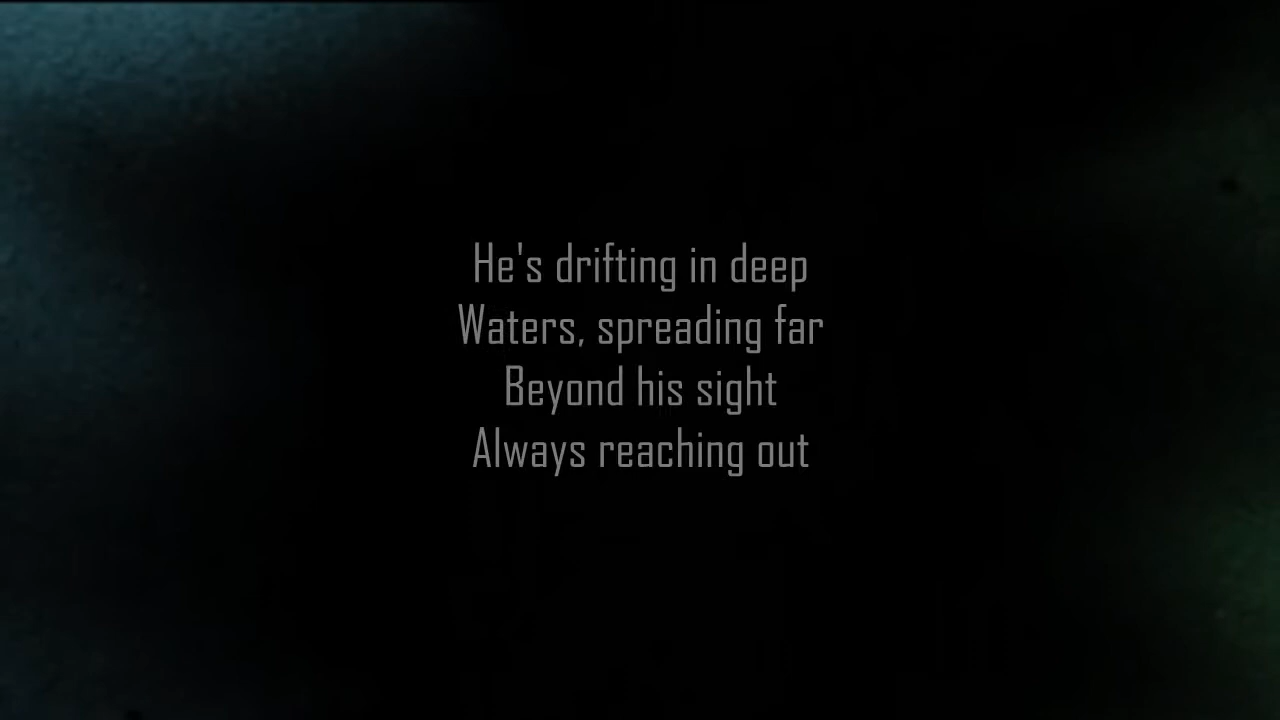 He's drifting in deep
Waters, spreading far
Beyond his sight
Always reaching out